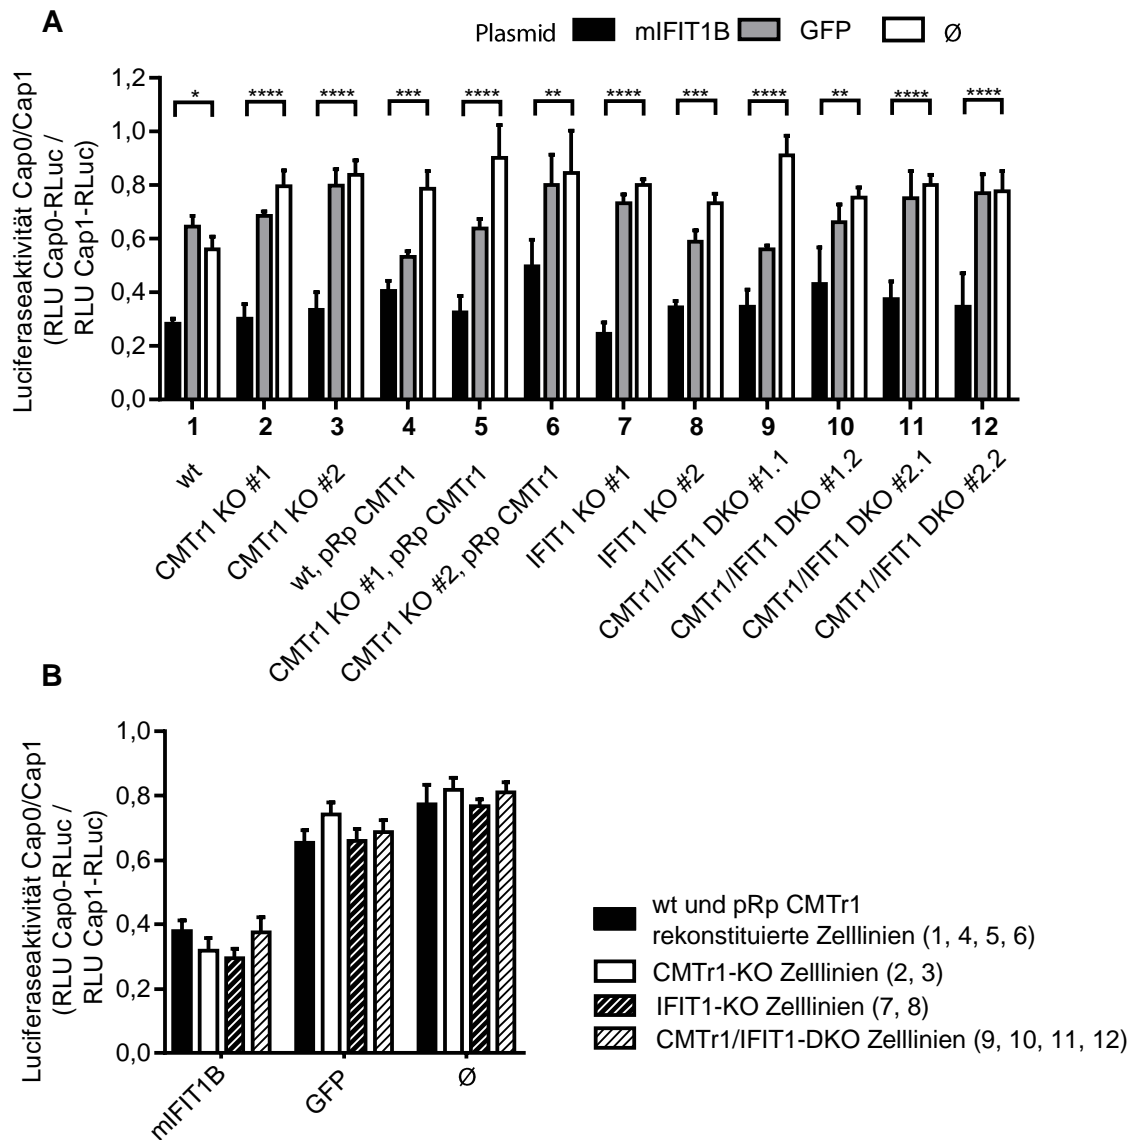 A
Plasmid mIFIT1B GFP Ø
Luciferaseaktivität Cap0/Cap1
(RLU Cap0-RLuc /
RLU Cap1-RLuc)
1,2
1,0
0,8
0,6
0,4
0,2
0,0
* **** **** *** **** ** **** *** **** ** **** ****
1 2 3 4 5 6 7 8 9 10 11 12
wt
CMTr1 KO #1
CMTr1 KO #2
wt, pRp CMTr1
CMTr1 KO #1, pRp CMTr1
CMTr1 KO #2, pRp CMTr1
IFIT1 KO #1
IFIT1 KO #2
CMTr1/IFIT1 DKO #1.1
CMTr1/IFIT1 DKO #1.2
CMTr1/IFIT1 DKO #2.1
CMTr1/IFIT1 DKO #2.2
B
Luciferaseaktivität Cap0/Cap1
(RLU Cap0-RLuc /
RLU Cap1-RLuc)
1,0
0,8
0,6
0,4
0,2
0,0
mIFIT1B
GFP
Ø
wt und pRp CMTr1
rekonstituierte Zelllinien (1, 4, 5, 6)
CMTr1-KO Zelllinien (2, 3)
IFIT1-KO Zelllinien (7, 8)
CMTr1/IFIT1-DKO Zelllinien (9, 10, 11, 12)